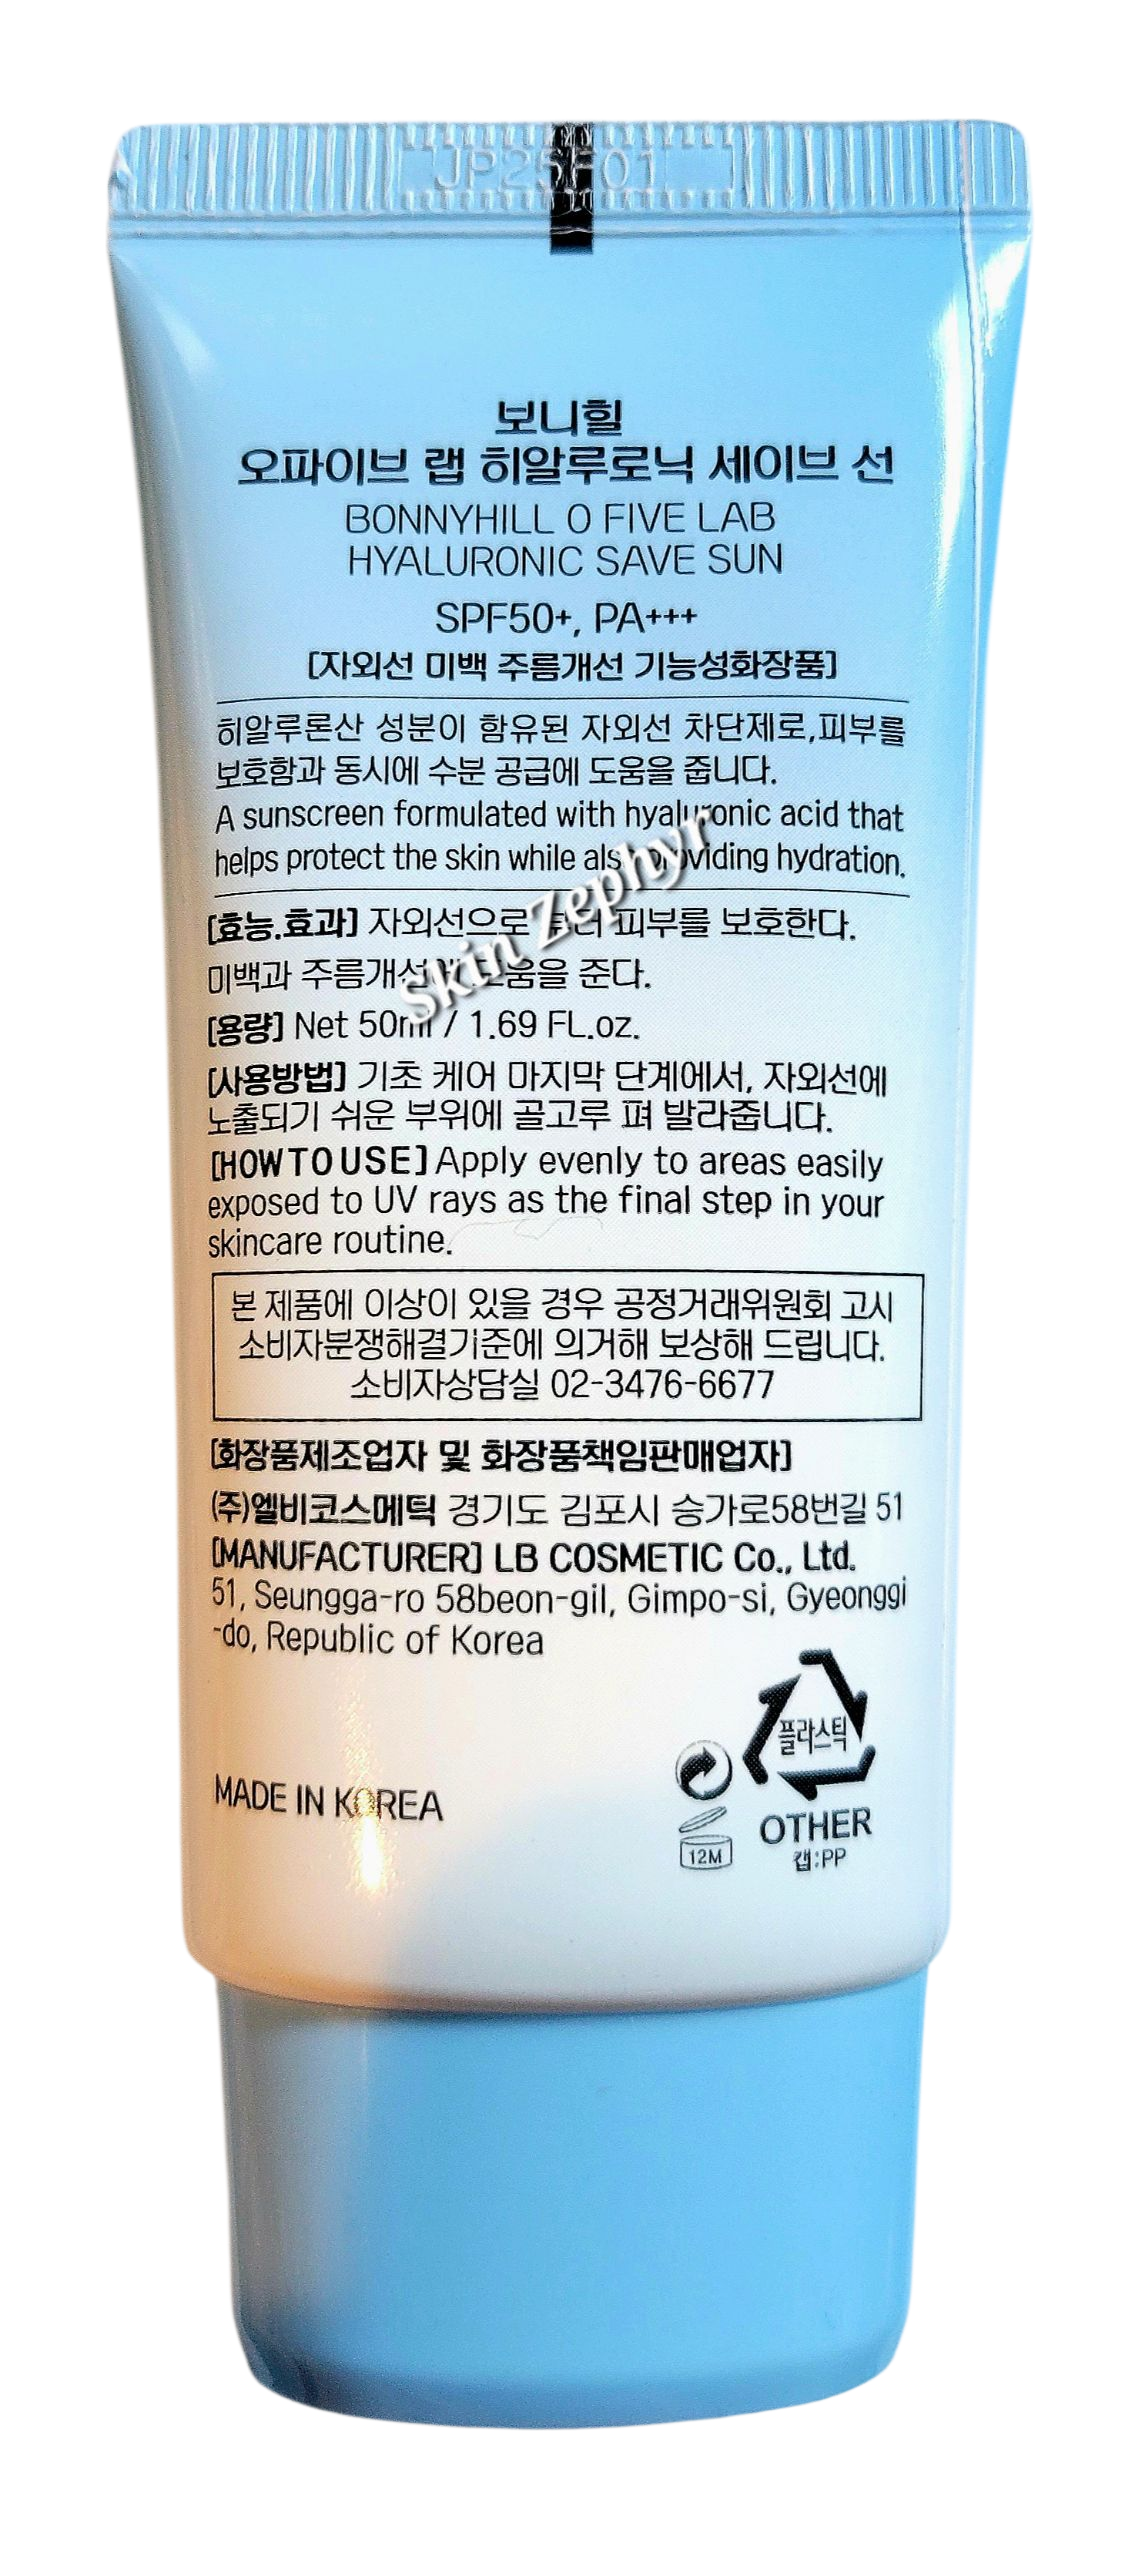 JP25F01
보니힐
오파이브 랩 히알루로닉 세이브 선
BONNYHILL O FIVE LAB
HYALURONIC SAVE SUN
SPF50+, PA+++
[자외선 미백 주름개선 기능성화장품]
히알루론산 성분이 함유된 자외선 차단제로,피부를
보호함과 동시에 수분 공급에 도움을 줍니다.
A sunscreen formulated with hyaluronic acid that
helps protect the skin while also providing hydration.
[효능.효과] 자외선으로 부터 피부를 보호한다.
미백과 주름개선에 도움을 준다.
Skin Zephyr
[용량] Net 50ml / 1.69 FL.oz.
[사용방법] 기초 케어 마지막 단계에서, 자외선에
노출되기 쉬운 부위에 골고루 펴 발라줍니다.
[HOW TO USE] Apply evenly to areas easily
exposed to UV rays as the final step in your
skincare routine.
본 제품에 이상이 있을 경우 공정거래위원회 고시
소비자분쟁해결기준에 의거해 보상해 드립니다.
소비자상담실 02-3476-6677
[화장품제조업자 및 화장품책임판매업자]
(주)엘비코스메틱 경기도 김포시 승가로58번길 51
[MANUFACTURER] LB COSMETIC Co., Ltd.
51, Seungga-ro 58beon-gil, Gimpo-si, Gyeonggi
-do, Republic of Korea
플라스틱
MADE IN KOREA
OTHER
12M
캡:PP